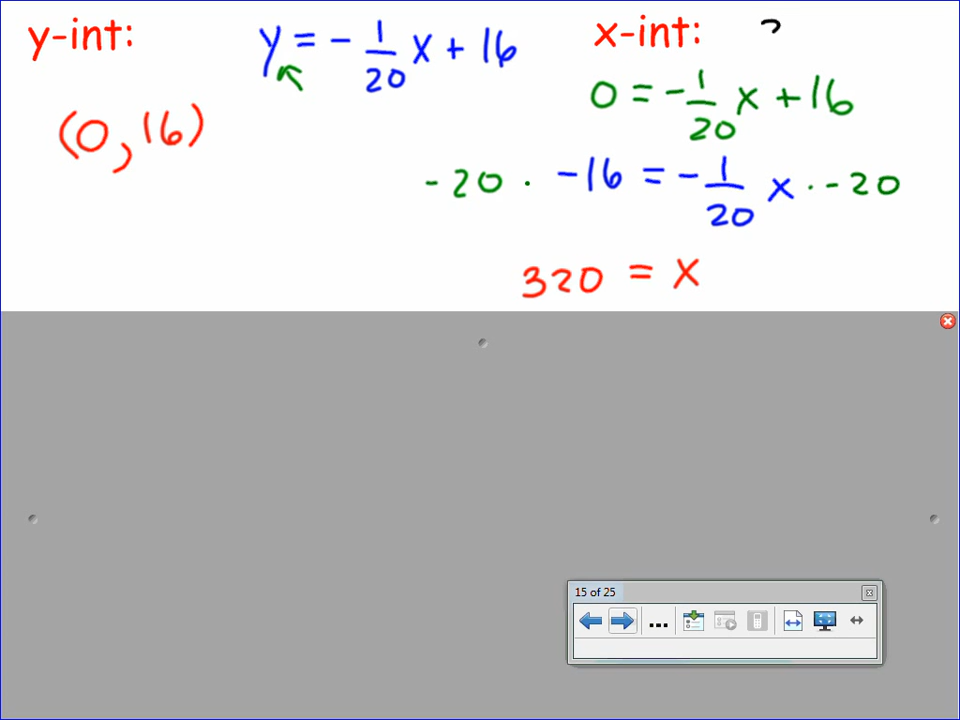 y-int:
y = - 1/20 x + 16
x-int:
(0, 16)
0 = - 1/20 x + 16
-20 · -16 = - 1/20 x · -20
320 = x
15 of 25
...